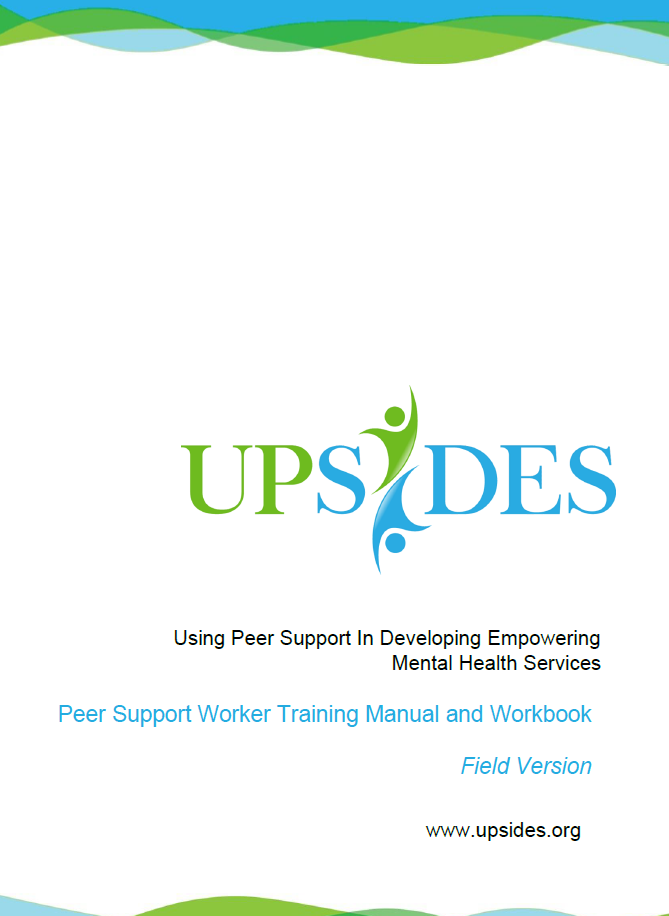 UPSIDES
Using Peer Support In Developing Empowering
Mental Health Services
Peer Support Worker Training Manual and Workbook
Field Version
www.upsides.org